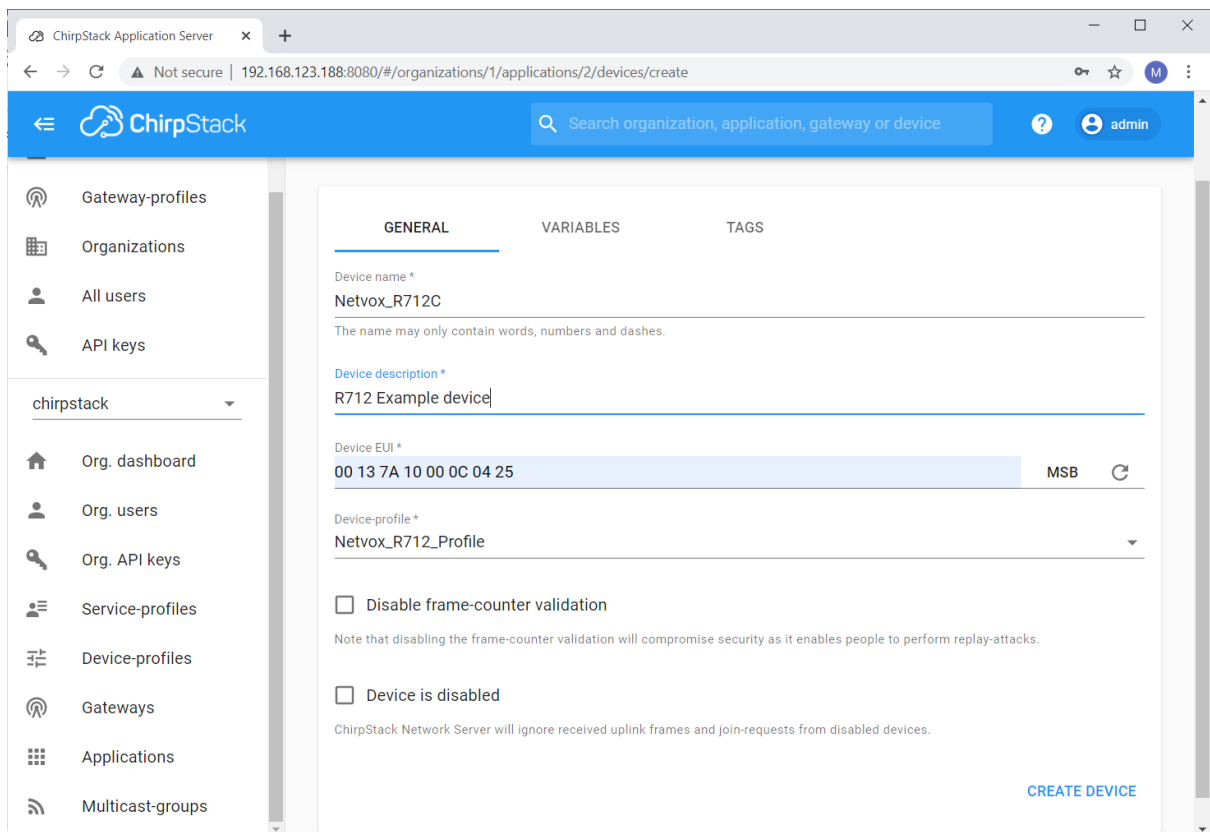 ChirpStack Application Server
Not secure | 192.168.123.188:8080/#/organizations/1/applications/2/devices/create
M
ChirpStack
Search organization, application, gateway or device
?
admin
Gateway-profiles
Organizations
All users
API keys
chirpstack
Org. dashboard
Org. users
Org. API keys
Service-profiles
Device-profiles
Gateways
Applications
Multicast-groups
GENERAL VARIABLES TAGS
Device name *
Netvox_R712C
The name may only contain words, numbers and dashes.
Device description *
R712 Example device
Device EUI *
00 13 7A 10 00 0C 04 25 MSB
Device-profile *
Netvox_R712_Profile
Disable frame-counter validation
Note that disabling the frame-counter validation will compromise security as it enables people to perform replay-attacks.
Device is disabled
ChirpStack Network Server will ignore received uplink frames and join-requests from disabled devices.
CREATE DEVICE